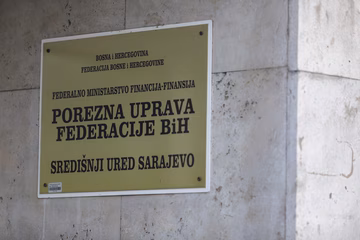 BOSNA i HERCEGOVINA
FEDERACIJA BOSNE i HERCEGOVINE
FEDERALNO MINISTARSTVO FINANCIJA-FINANSIJA
POREZNA UPRAVA
FEDERACIJE BiH
SREDIŠNJI URED SARAJEVO